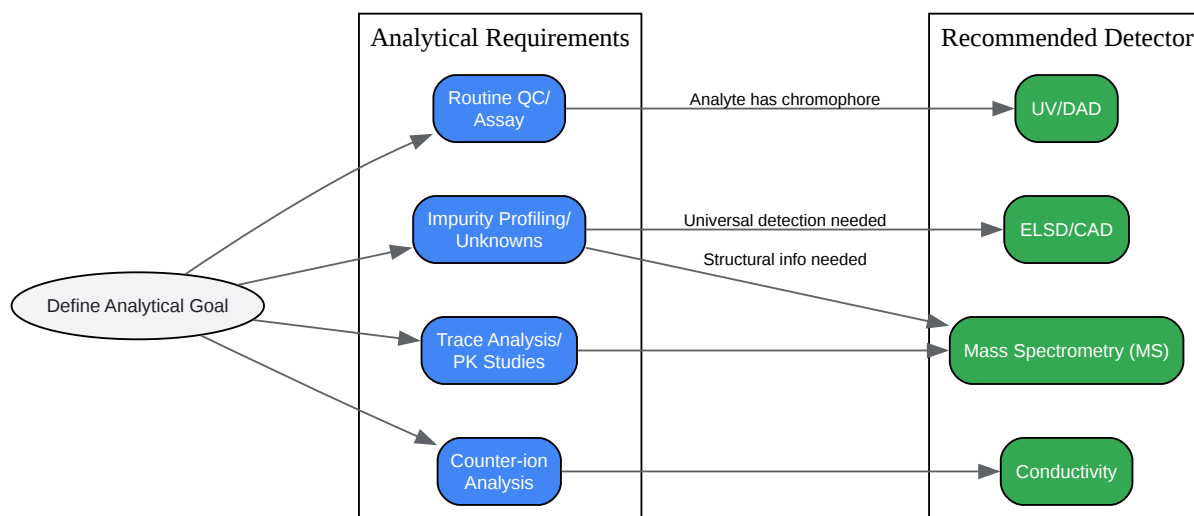 Analytical Requirements
Recommended Detector
Routine QC/
Assay
Analyte has chromophore
UV/DAD
Impurity Profiling/
Unknowns
Universal detection needed
ELSD/CAD
Structural info needed
Define Analytical Goal
Trace Analysis/
PK Studies
Mass Spectrometry (MS)
Counter-ion
Analysis
Conductivity